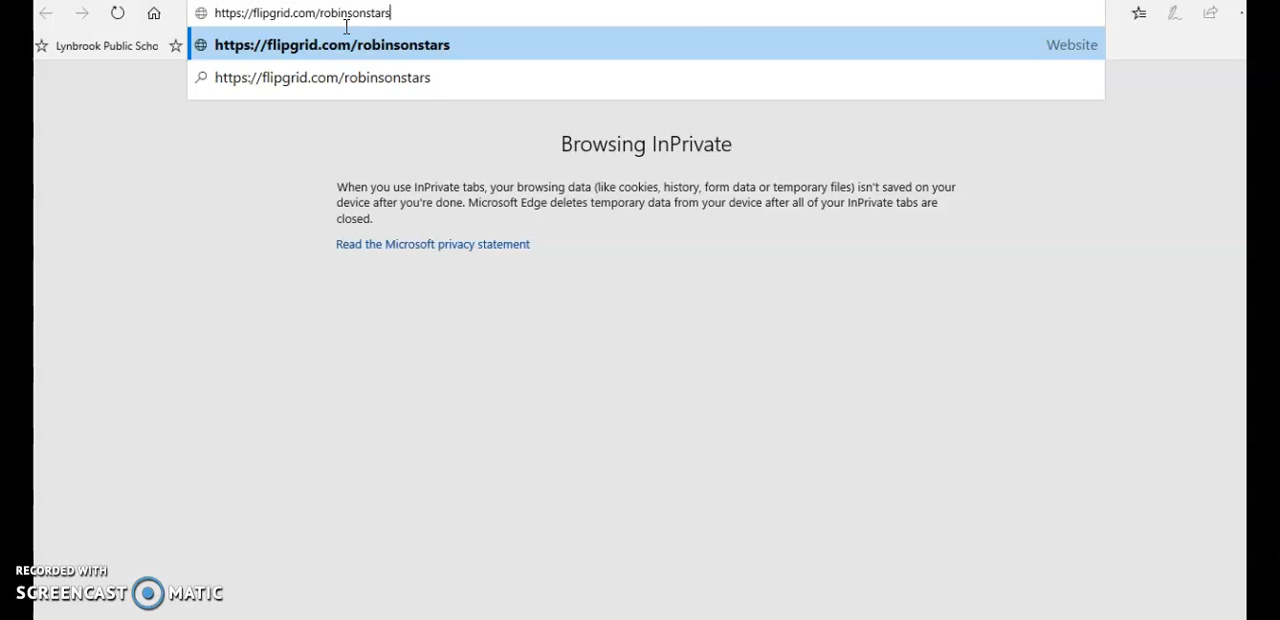 https://flipgrid.com/robinsonstars
Lynbrook Public Scho
https://flipgrid.com/robinsonstars Website
https://flipgrid.com/robinsonstars
Browsing InPrivate
When you use InPrivate tabs, your browsing data (like cookies, history, form data or temporary files) isn't saved on your
device after you're done. Microsoft Edge deletes temporary data from your device after all of your InPrivate tabs are
closed.
Read the Microsoft privacy statement
RECORDED WITH
SCREENCAST MATIC